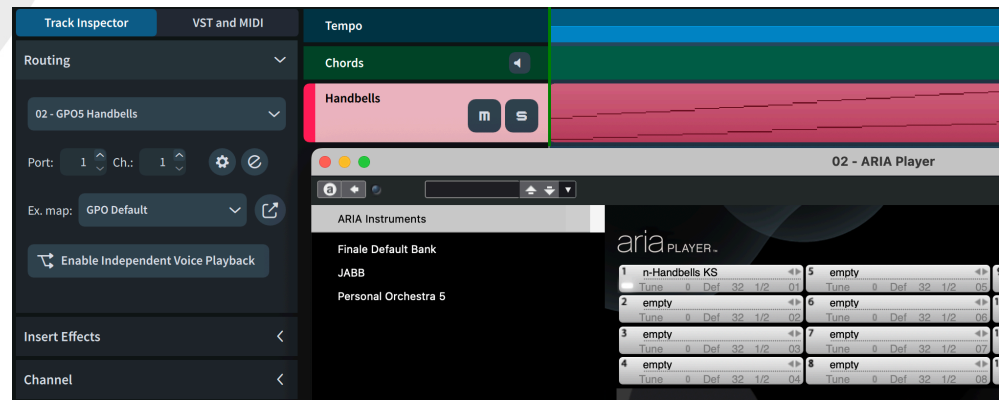 Track Inspector
VST and MIDI
Routing
02 - GPO5 Handbells
Port: 1 Ch.: 1
Ex. map: GPO Default
Enable Independent Voice Playback
Insert Effects
Channel
Tempo
Chords
Handbells
m s
02 - ARIA Player
a
ARIA Instruments
Finale Default Bank
JABB
Personal Orchestra 5
aria PLAYER
1 n-Handbells KS 5 empty 9
Tune 0 Def 32 1/2 01 Tune 0 Def 32 1/2 05
2 empty 6 empty 1
Tune 0 Def 32 1/2 02 Tune 0 Def 32 1/2 06
3 empty 7 empty 1
Tune 0 Def 32 1/2 03 Tune 0 Def 32 1/2 07
4 empty 8 empty 1
Tune 0 Def 32 1/2 04 Tune 0 Def 32 1/2 08